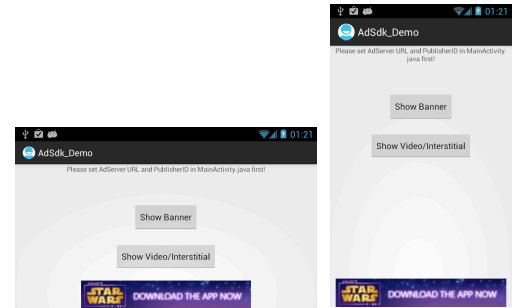 01:21
AdSdk_Demo
Please set AdServer URL and PublisherID in MainActivity.java first!
Show Banner
Show Video/Interstitial
STAR WARS DOWNLOAD THE APP NOW
01:21
AdSdk_Demo
Please set AdServer URL and PublisherID in MainActivity.
java first!
Show Banner
Show Video/Interstitial
STAR WARS DOWNLOAD THE APP NOW